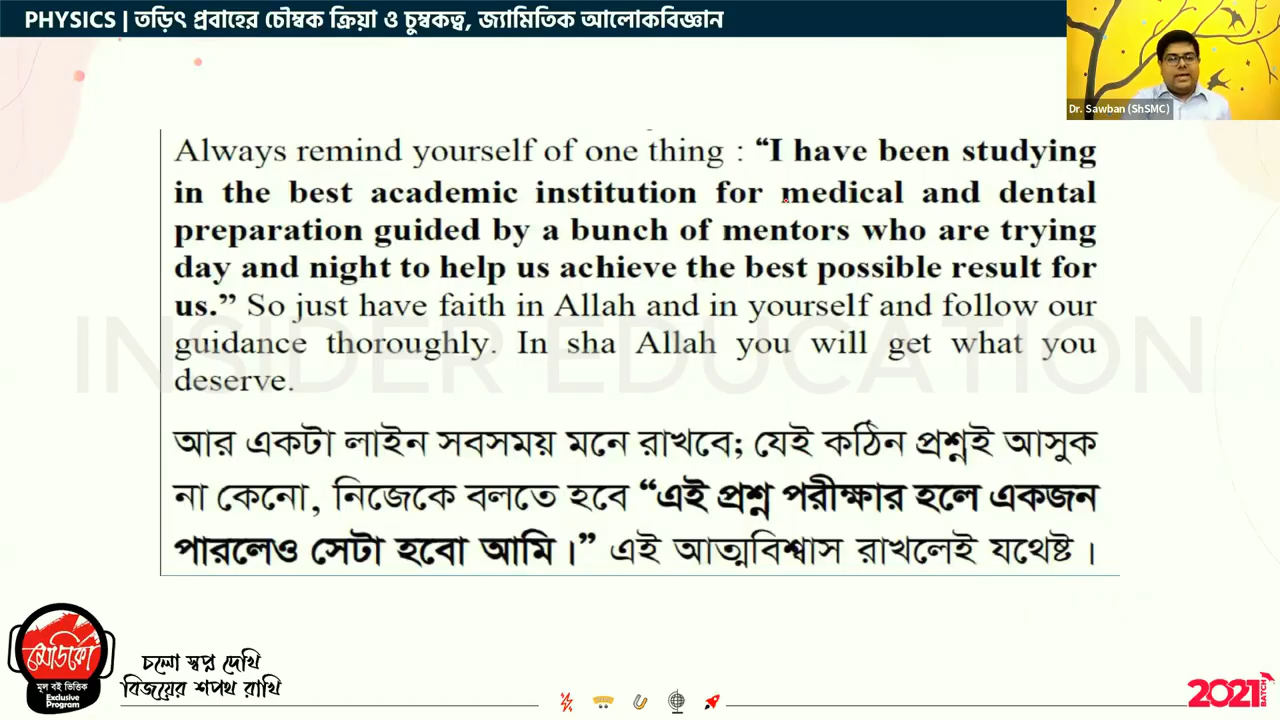 PHYSICS | তড়িৎ প্রবাহের চৌম্বক ক্রিয়া ও চুম্বকত্ব, জ্যামিতিক আলোকবিজ্ঞান
Dr. Sawban (ShSMC)
Always remind yourself of one thing : “I have been studying
in the best academic institution for medical and dental
preparation guided by a bunch of mentors who are trying
day and night to help us achieve the best possible result for
us.” So just have faith in Allah and in yourself and follow our
guidance thoroughly. In sha Allah you will get what you
deserve.
INSIDER EDUCATION
আর একটা লাইন সবসময় মনে রাখবে; যেই কঠিন প্রশ্নই আসুক
না কেনো, নিজেকে বলতে হবে “এই প্রশ্ন পরীক্ষার হলে একজন
পারলেও সেটা হবো আমি।” এই আত্মবিশ্বাস রাখলেই যথেষ্ট।
মেডিকো
মূল বই ভিত্তিক
Exclusive
Program
চলো স্বপ্ন দেখি
বিজয়ের শপথ রাখি
2021 BATCH